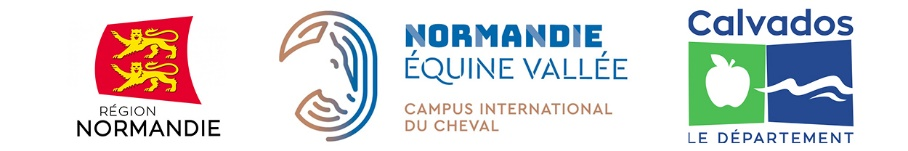 RÉGION
NORMANDIE
NORMANDIE
ÉQUINE VALLÉE
CAMPUS INTERNATIONAL
DU CHEVAL
Calvados
LE DÉPARTEMENT